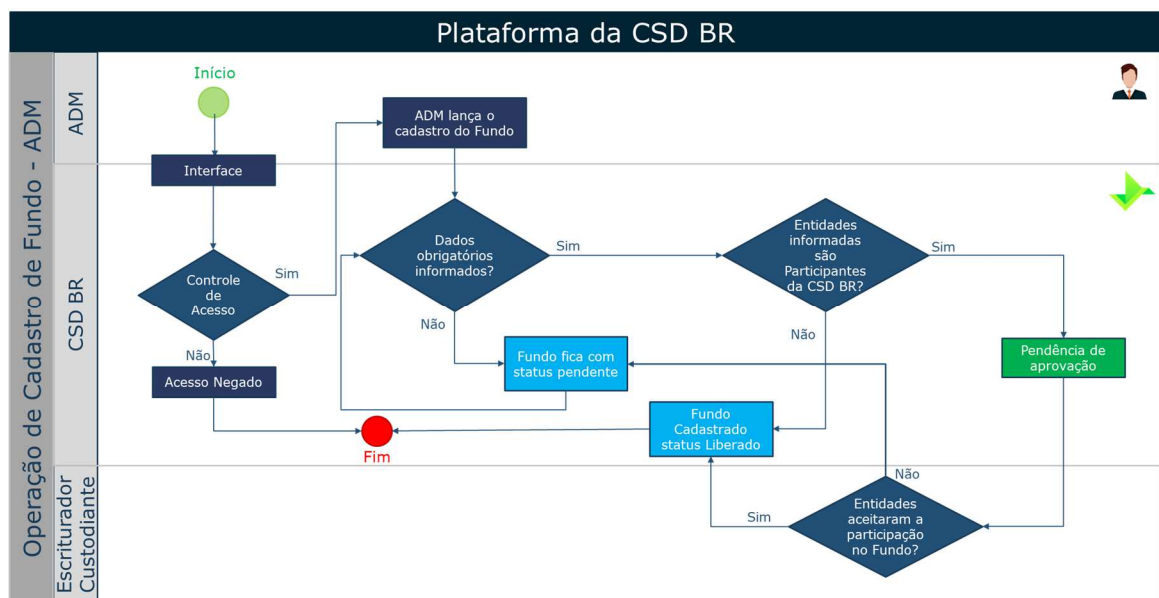 Plataforma da CSD BR
Operação de Cadastro de Fundo - ADM
ADM
CSD BR
Escriturador
Custodiante
Início
Interface
Controle
de
Acesso
Sim
Não
Acesso Negado
ADM lança o
cadastro do Fundo
Dados
obrigatórios
informados?
Sim
Não
Fundo fica com
status pendente
Entidades
informadas
são
Participantes
da CSD BR?
Sim
Não
Pendência de
aprovação
Fundo
Cadastrado
status Liberado
Fim
Entidades
aceitaram a
participação
no Fundo?
Sim
Não